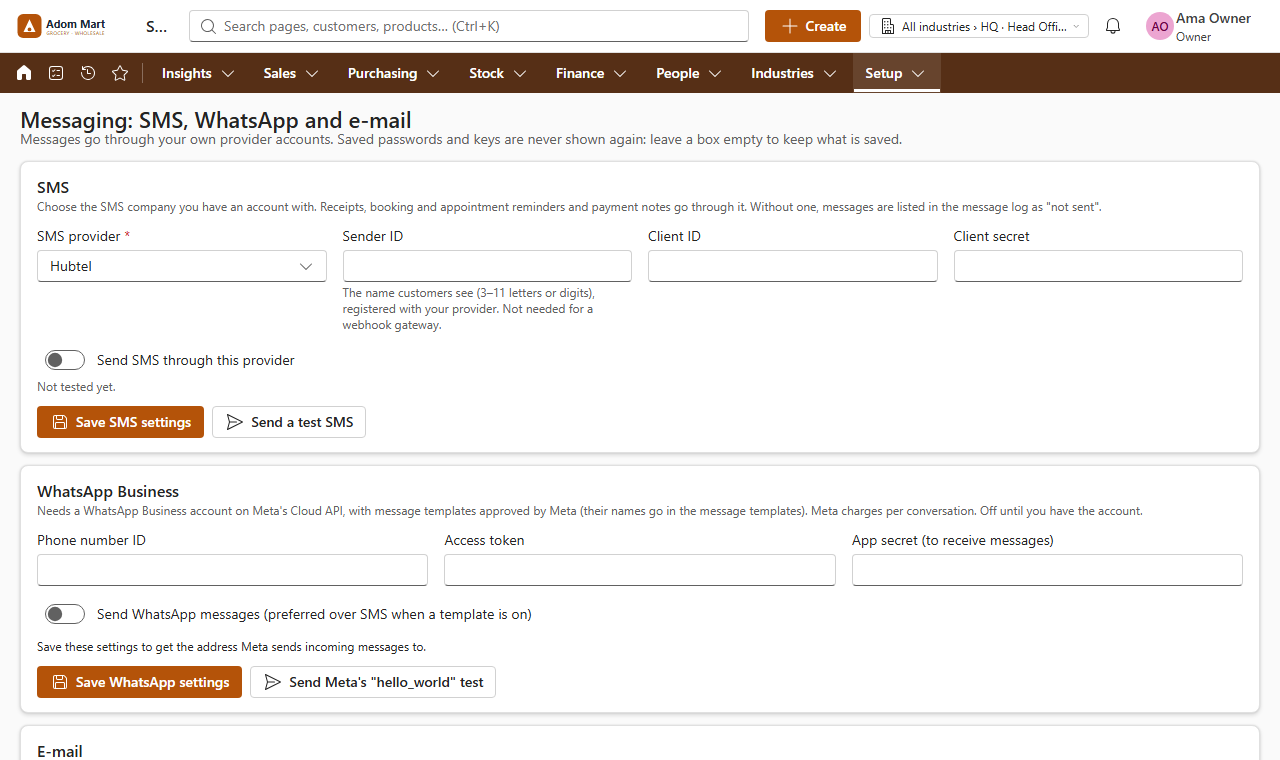 Adom Mart
GROCERY · WHOLESALE
S...
Search pages, customers, products... (Ctrl+K)
Create
All industries › HQ · Head Offi...
AO
Ama Owner
Owner
Insights
Sales
Purchasing
Stock
Finance
People
Industries
Setup
Messaging: SMS, WhatsApp and e-mail
Messages go through your own provider accounts. Saved passwords and keys are never shown again: leave a box empty to keep what is saved.
SMS
Choose the SMS company you have an account with. Receipts, booking and appointment reminders and payment notes go through it. Without one, messages are listed in the message log as "not sent".
SMS provider *
Sender ID
Client ID
Client secret
Hubtel
The name customers see (3–11 letters or digits),
registered with your provider. Not needed for a
webhook gateway.
Send SMS through this provider
Not tested yet.
Save SMS settings
Send a test SMS
WhatsApp Business
Needs a WhatsApp Business account on Meta's Cloud API, with message templates approved by Meta (their names go in the message templates). Meta charges per conversation. Off until you have the account.
Phone number ID
Access token
App secret (to receive messages)
Send WhatsApp messages (preferred over SMS when a template is on)
Save these settings to get the address Meta sends incoming messages to.
Save WhatsApp settings
Send Meta's "hello_world" test
E-mail